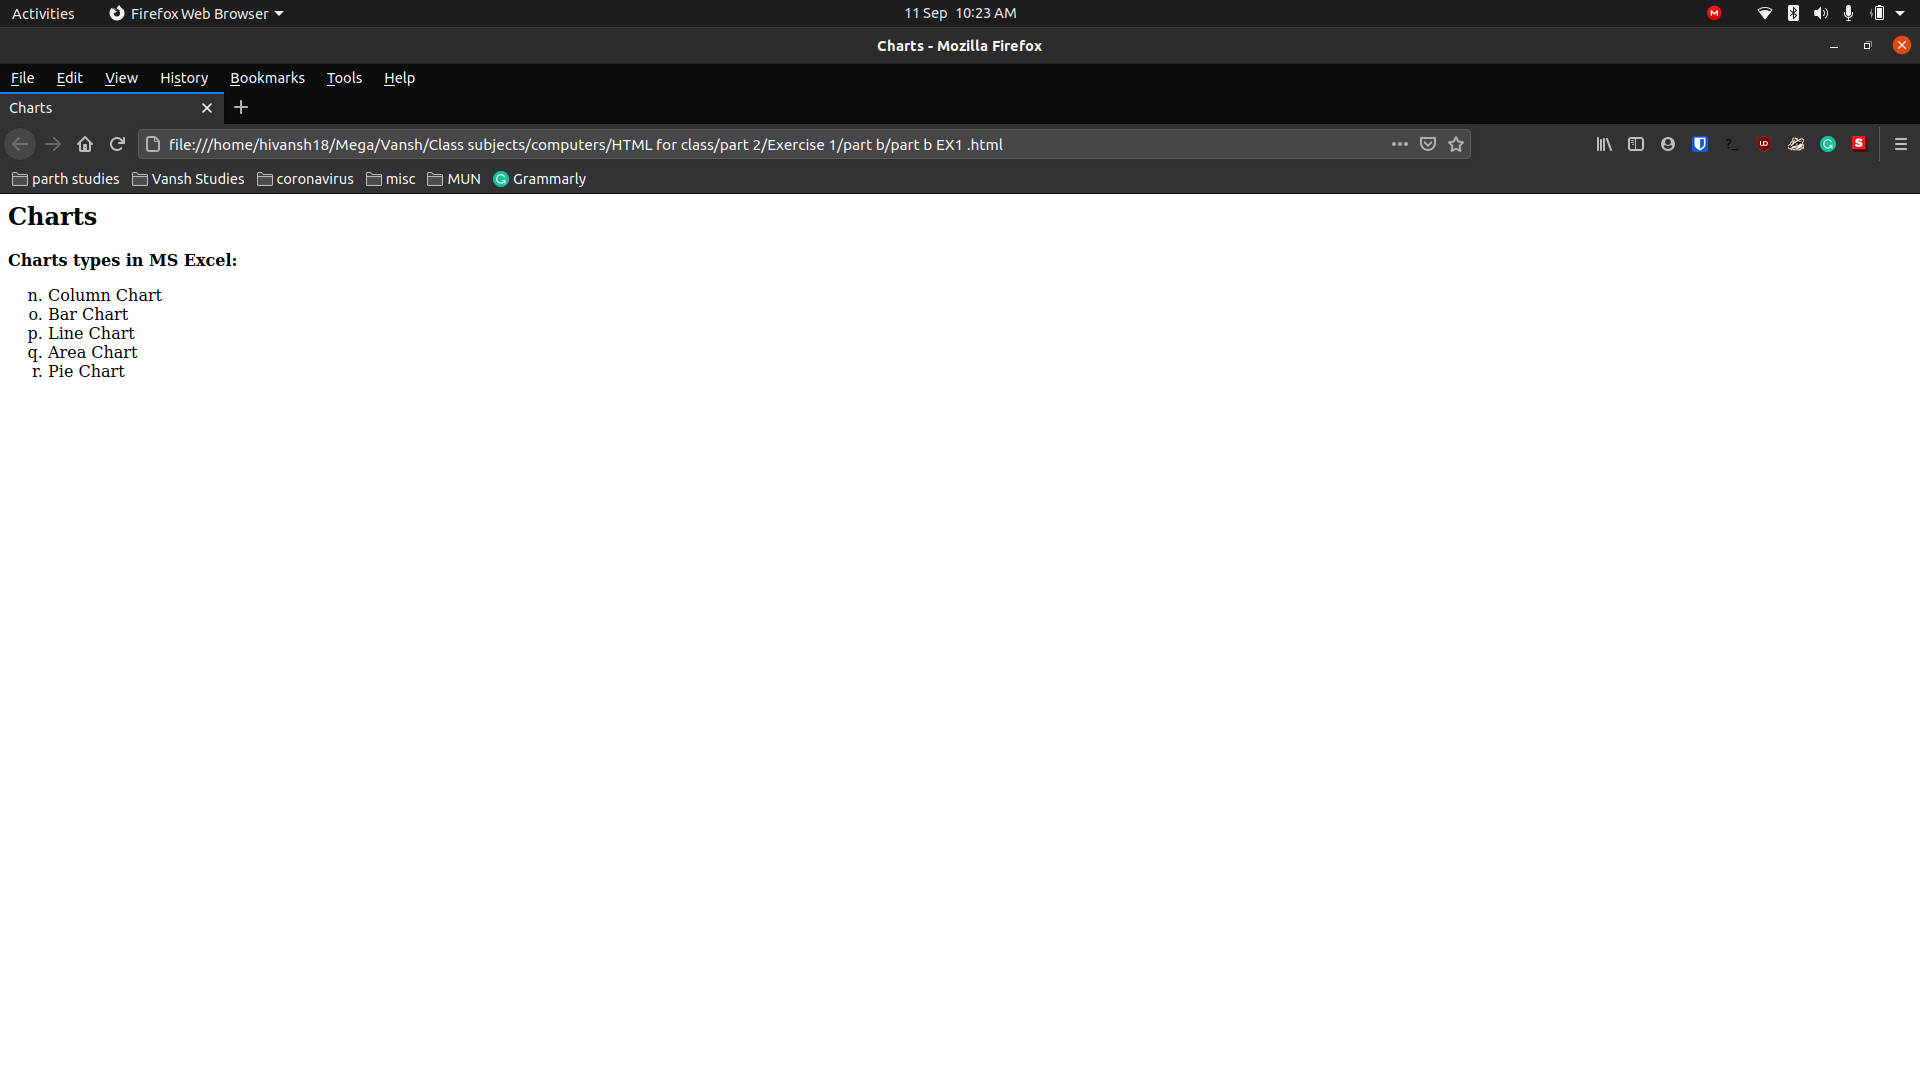 Activities Firefox Web Browser 11 Sep 10:23 AM
Charts - Mozilla Firefox
File Edit View History Bookmarks Tools Help
Charts
file:///home/hivansh18/Mega/Vansh/Class subjects/computers/HTML for class/part 2/Exercise 1/part b/part b EX1 .html
parth studies Vansh Studies coronavirus misc MUN Grammarly
Charts
Charts types in MS Excel:
n. Column Chart
o. Bar Chart
p. Line Chart
q. Area Chart
r. Pie Chart